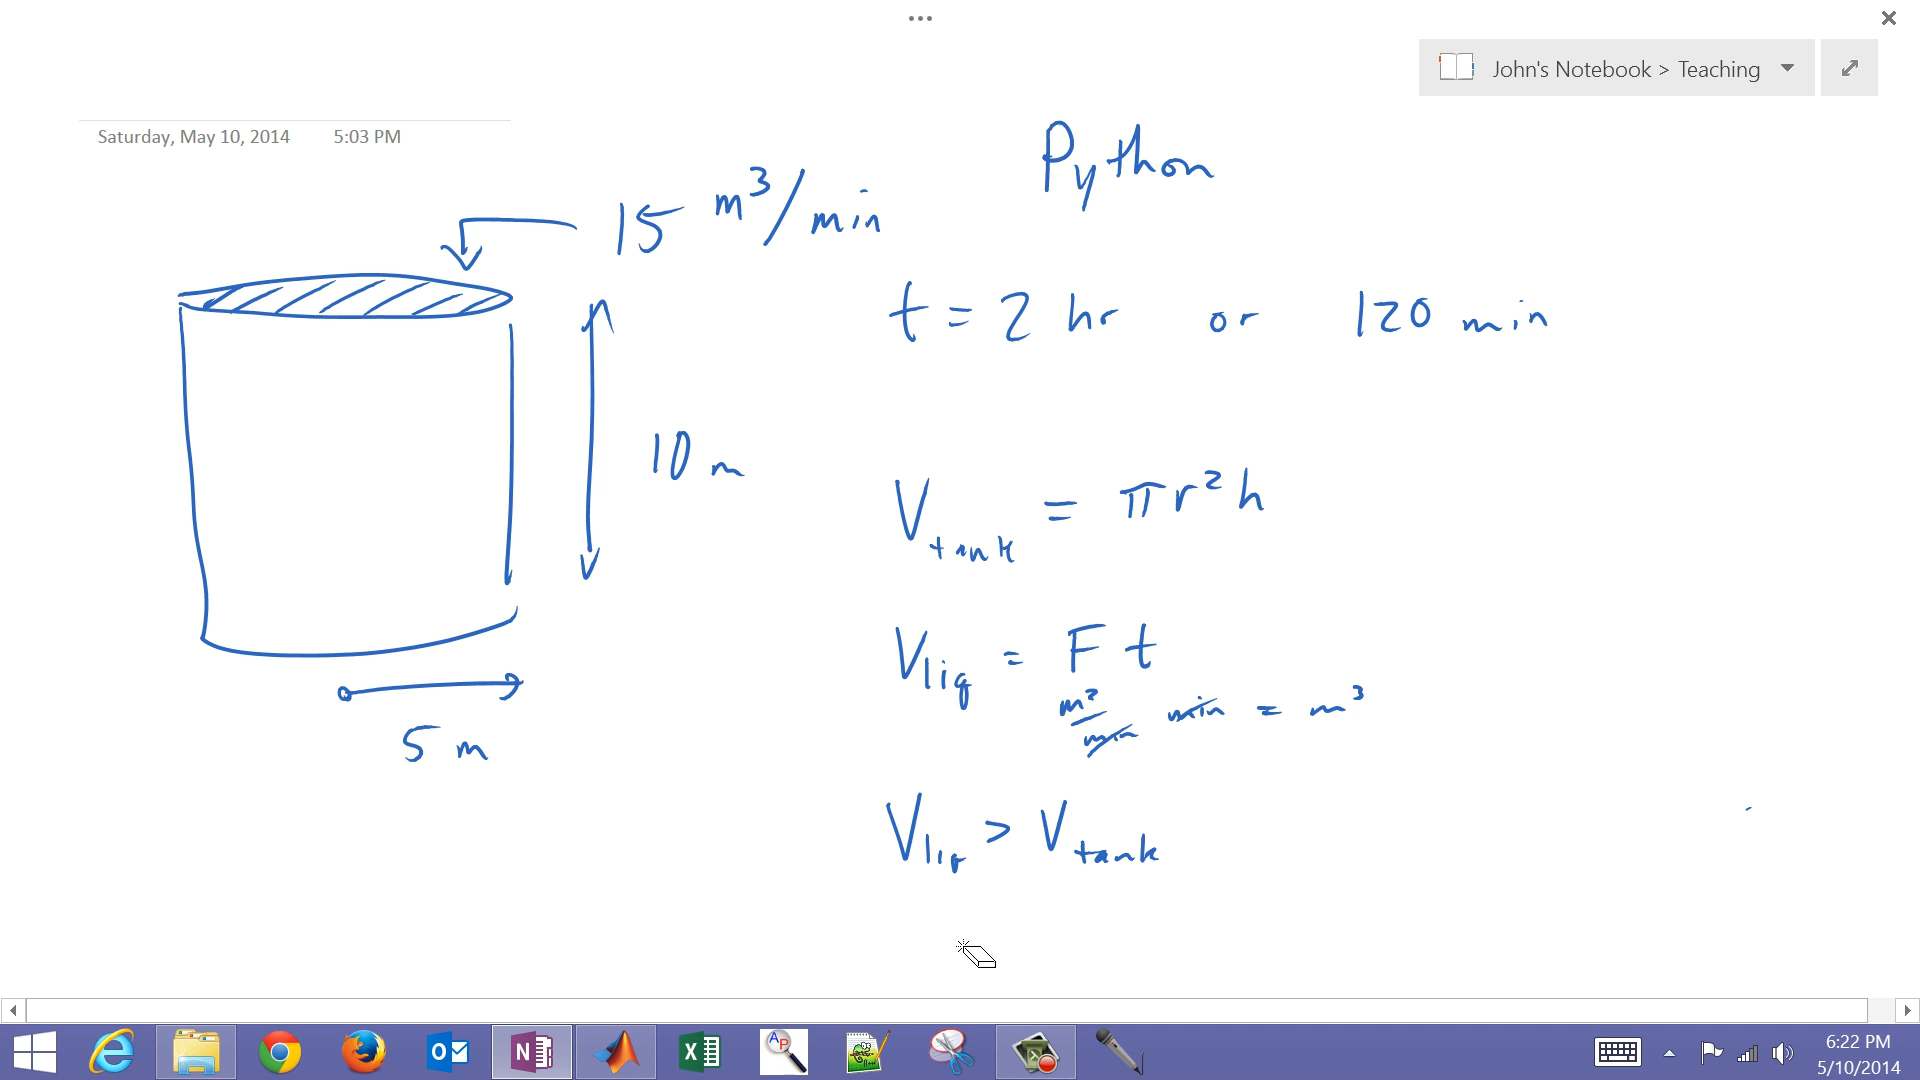 John's Notebook > Teaching
Saturday, May 10, 2014 5:03 PM
Python
15 m³/min
t = 2 hr or 120 min
10 m
V tank = πr²h
V liq = F t
m²/min min = m³
5 m
V liq > V tank
6:22 PM
5/10/2014